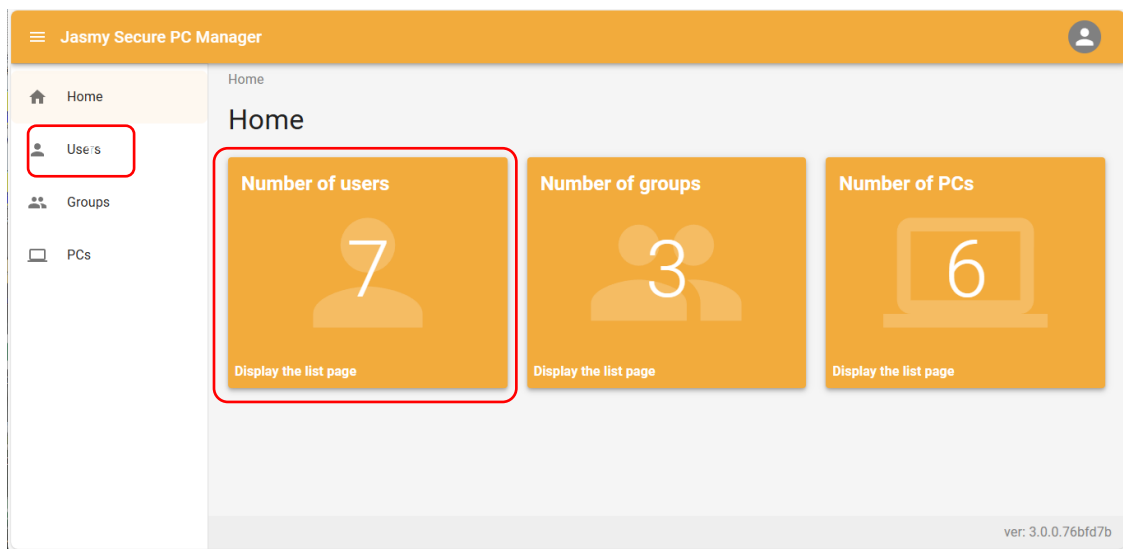 Jasmy Secure PC Manager
Home
Users
Groups
PCs
Home
Home
Number of users
7
Display the list page
Number of groups
3
Display the list page
Number of PCs
6
Display the list page
ver: 3.0.0.76bfd7b